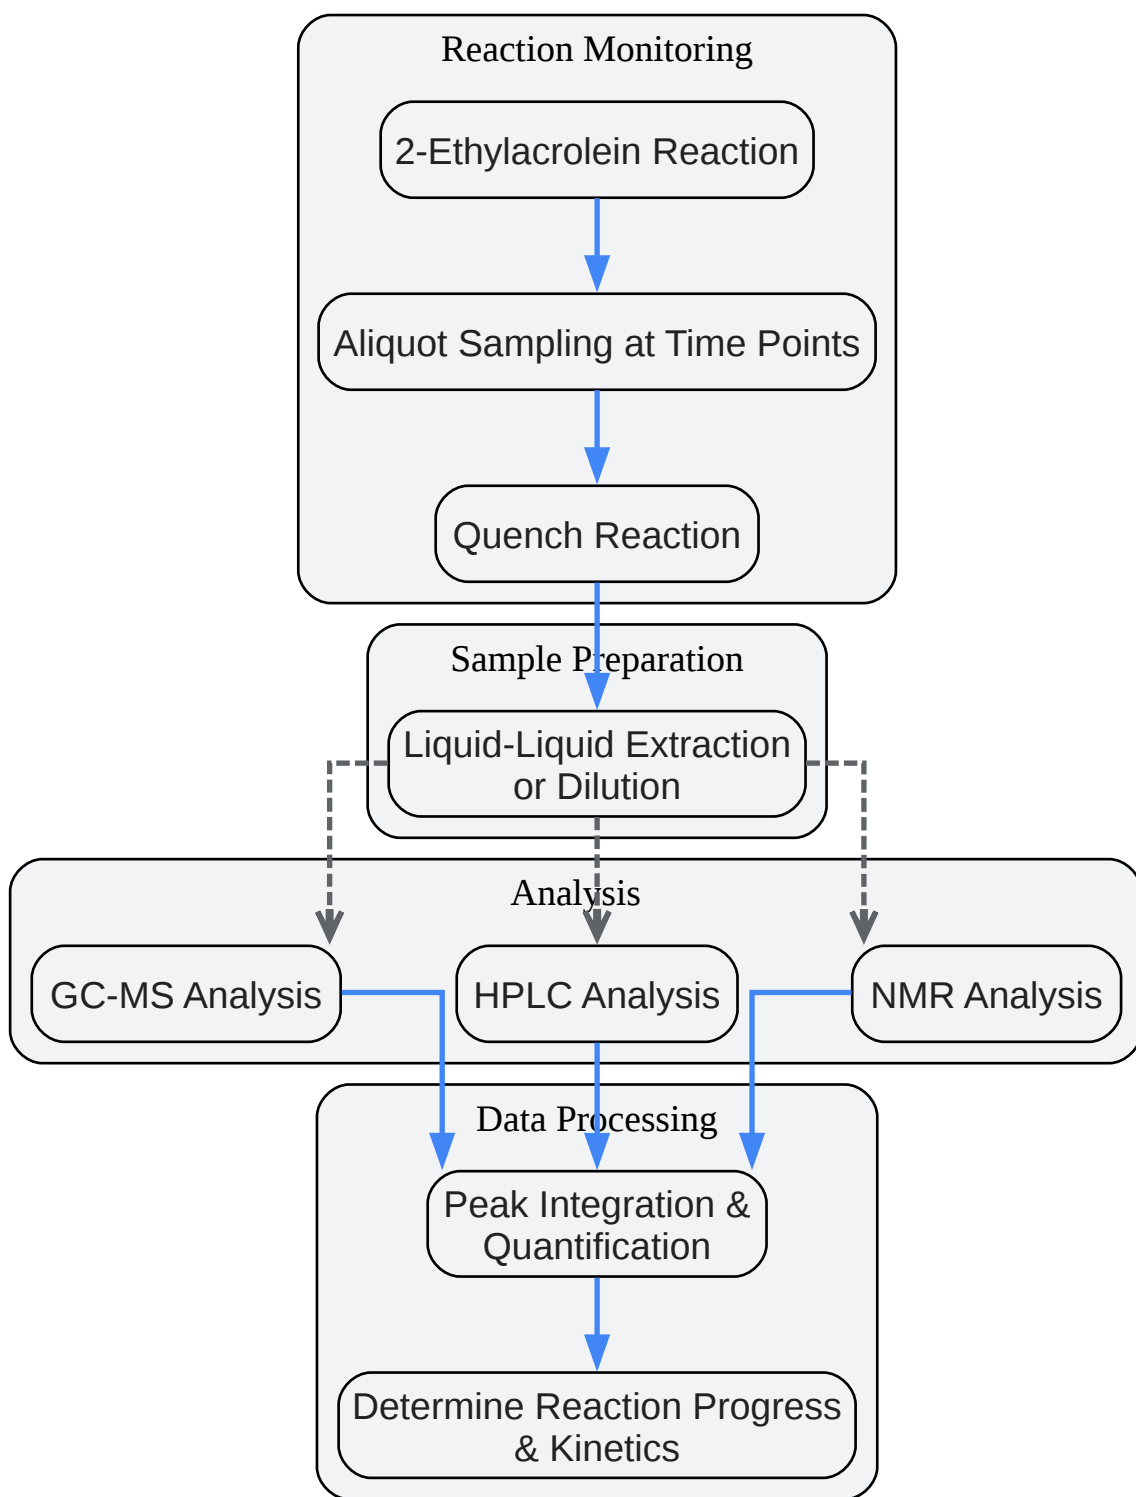 Reaction Monitoring
2-Ethylacrolein Reaction
Aliquot Sampling at Time Points
Quench Reaction
Sample Preparation
Liquid-Liquid Extraction
or Dilution
Analysis
GC-MS Analysis
HPLC Analysis
NMR Analysis
Data Processing
Peak Integration &
Quantification
Determine Reaction Progress
& Kinetics